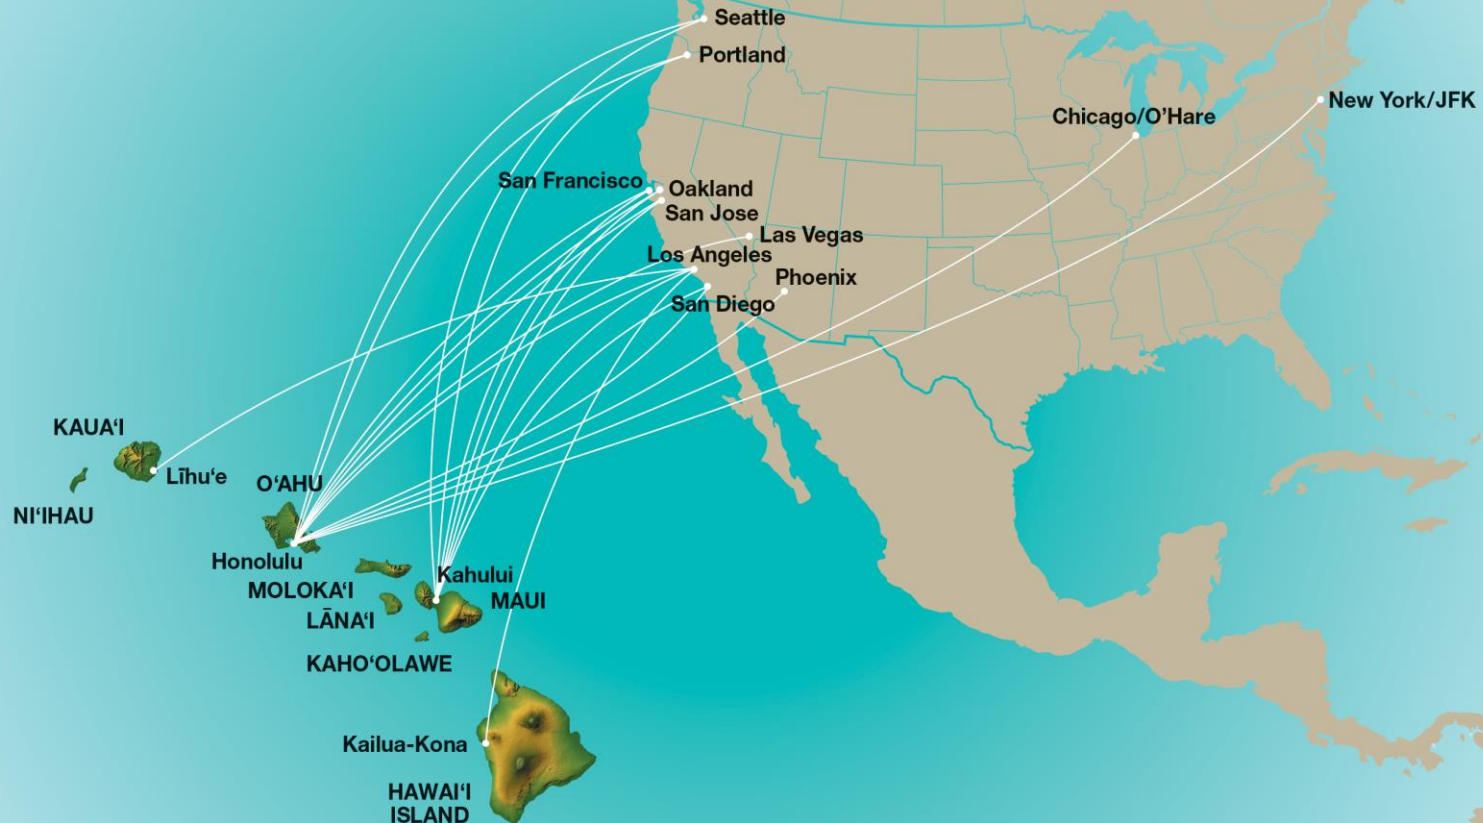 Seattle
Portland
New York/JFK
Chicago/O’Hare
San Francisco
Oakland
San Jose
Las Vegas
Los Angeles
Phoenix
San Diego
KAUA‘I
Līhu‘e
O‘AHU
NI‘IHAU
Honolulu
Kahului
MOLOKA‘I
MAUI
LĀNA‘I
KAHO‘OLAWE
Kailua-Kona
HAWAI‘I
ISLAND